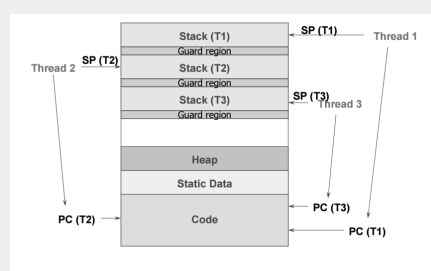 Stack (T1)
SP (T1)
Thread 1
Guard region
Thread 2
SP (T2)
Stack (T2)
Guard region
Stack (T3)
SP (T3)
Thread 3
Guard region
Heap
Static Data
PC (T2)
Code
PC (T3)
PC (T1)